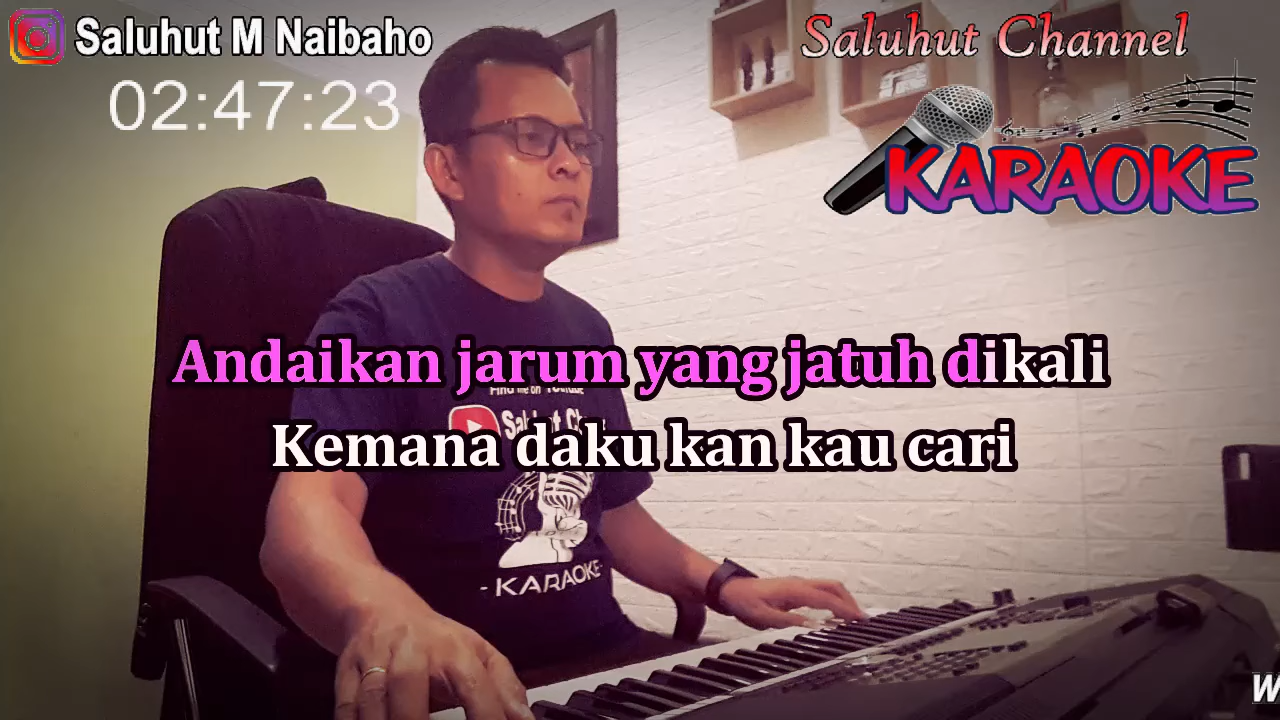 Saluhut M Naibaho
Saluhut Channel
02:47:23
KARAOKE
Andaikan jarum yang jatuh dikali
Kemana daku kan kau cari
- KARAOKE -